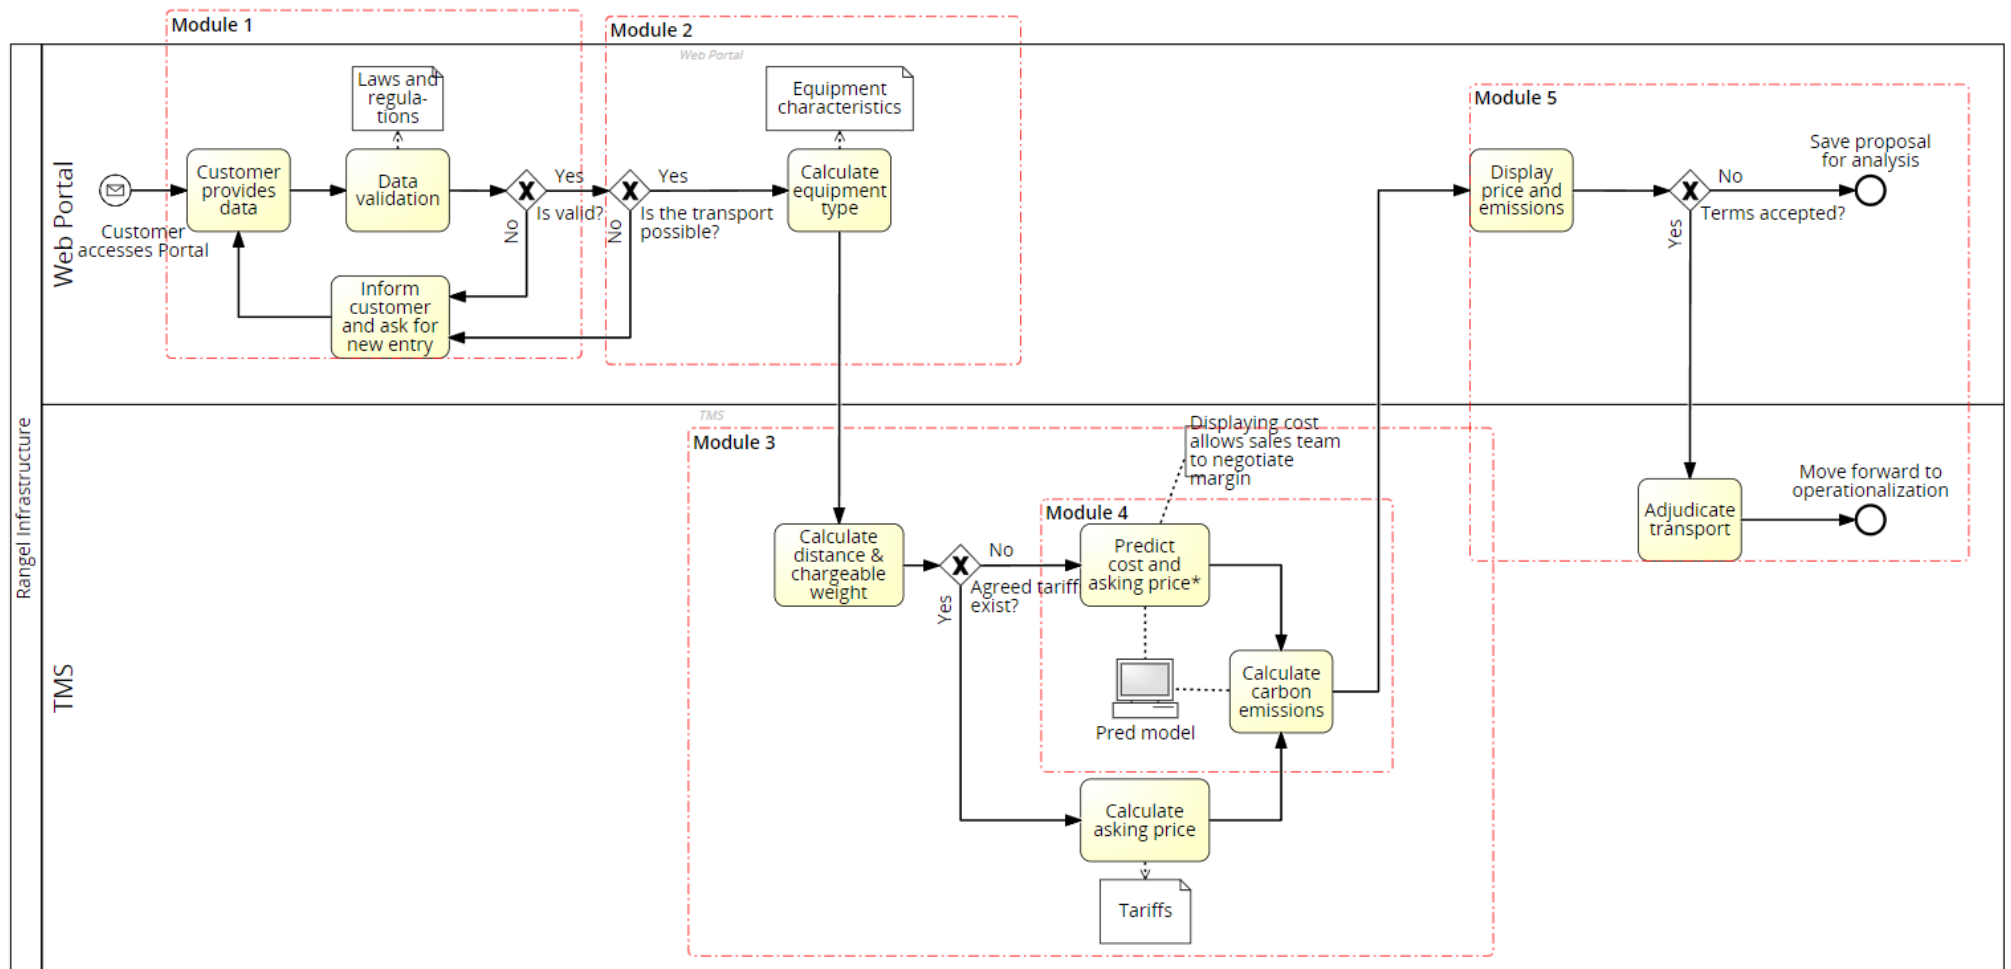 Module 1
Module 2
Web Portal
Laws and
regula-
tions
Equipment
characteristics
Module 5
Save proposal
for analysis
Web Portal
Customer
provides
data
Data
validation
Yes
Is valid?
No
Yes
Is the transport
possible?
No
Calculate
equipment
type
Display
price and
emissions
No
Terms accepted?
Yes
Customer
accesses Portal
Inform
customer
and ask for
new entry
Rangel Infrastructure
TMS
TMS
Module 3
Displaying cost
allows sales team
to negotiate
margin
Module 4
Calculate
distance &
chargeable
weight
No
Agreed tariff
exist?
Yes
Predict
cost and
asking price*
Pred model
Calculate
carbon
emissions
Calculate
asking price
Tariffs
Adjudicate
transport
Move forward to
operationalization